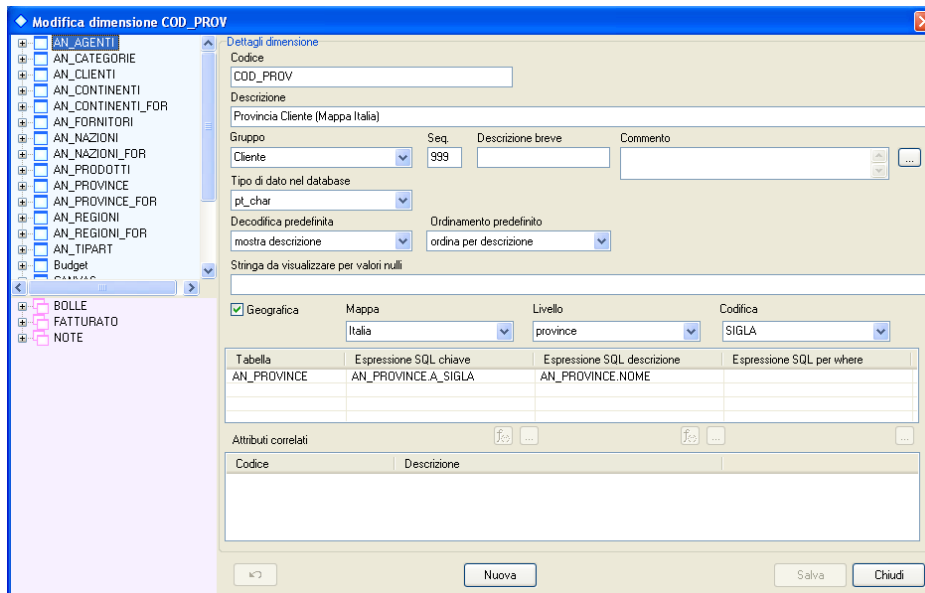 Modifica dimensione COD_PROV
AN_AGENTI
AN_CATEGORIE
AN_CLIENTI
AN_CONTINENTI
AN_CONTINENTI_FOR
AN_FORNITORI
AN_NAZIONI
AN_NAZIONI_FOR
AN_PRODOTTI
AN_PROVINCE
AN_PROVINCE_FOR
AN_REGIONI
AN_REGIONI_FOR
AN_TIPART
Budget
CANVAS
BOLLE
FATTURATO
NOTE
Dettagli dimensione
Codice
COD_PROV
Descrizione
Provincia Cliente (Mappa Italia)
Gruppo Seq. Descrizione breve Commento
Cliente 999 ...
Tipo di dato nel database
pt_char
Decodifica predefinita Ordinamento predefinito
mostra descrizione ordina per descrizione
Stringa da visualizzare per valori nulli
Geografica Mappa Livello Codifica
Italia province SIGLA
Tabella Espressione SQL chiave Espressione SQL descrizione Espressione SQL per where
AN_PROVINCE AN_PROVINCE.A_SIGLA AN_PROVINCE.NOME
Attributi correlati ... ... ...
Codice Descrizione
Nuova Salva Chiudi